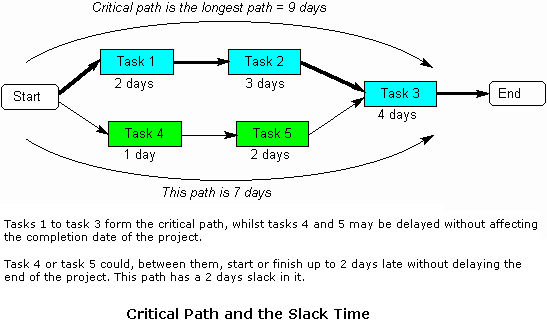 Critical path is the longest path = 9 days
Task 1
Task 2
2 days
3 days
Start
Task 3
End
4 days
Task 4
Task 5
1 day
2 days
This path is 7 days
Tasks 1 to task 3 form the critical path, whilst tasks 4 and 5 may be delayed without affecting
the completion date of the project.
Task 4 or task 5 could, between them, start or finish up to 2 days late without delaying the
end of the project. This path has a 2 days slack in it.
Critical Path and the Slack Time